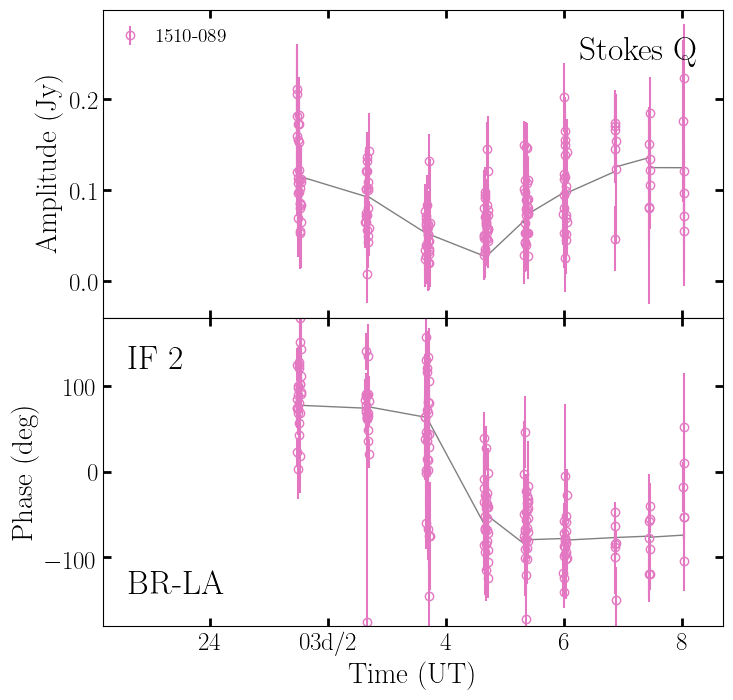 1510-089
Stokes Q
Amplitude (Jy)
0.2
0.1
0.0
IF 2
Phase (deg)
100
0
−100
BR-LA
24 03d/2 4 6 8
Time (UT)